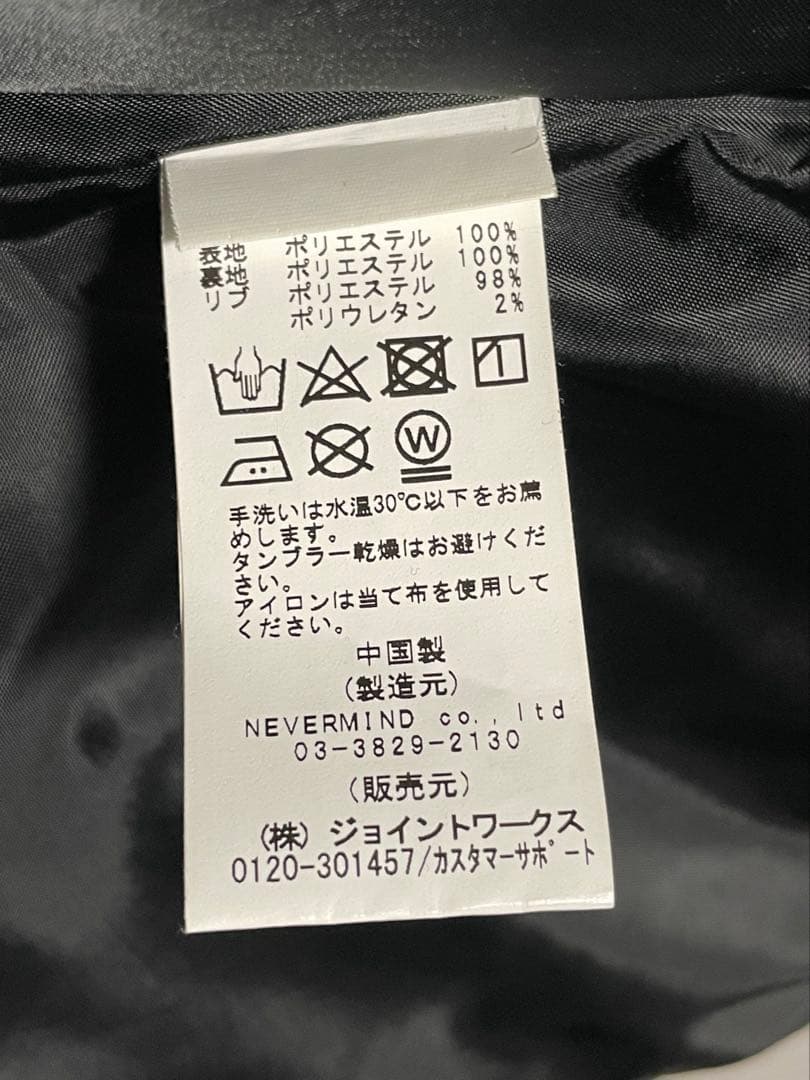 表地 ポリエステル 100%
裏地 ポリエステル 100%
リブ ポリエステル 98%
ポリウレタン 2%
W
手洗いは水温30℃以下をお薦
めします。
タンブラー乾燥はお避けくだ
さい。
アイロンは当て布を使用して
ください。
中国製
(製造元)
NEVERMIND co., ltd
03-3829-2130
(販売元)
(株) ジョイントワークス
0120-301457/カスタマーサポート